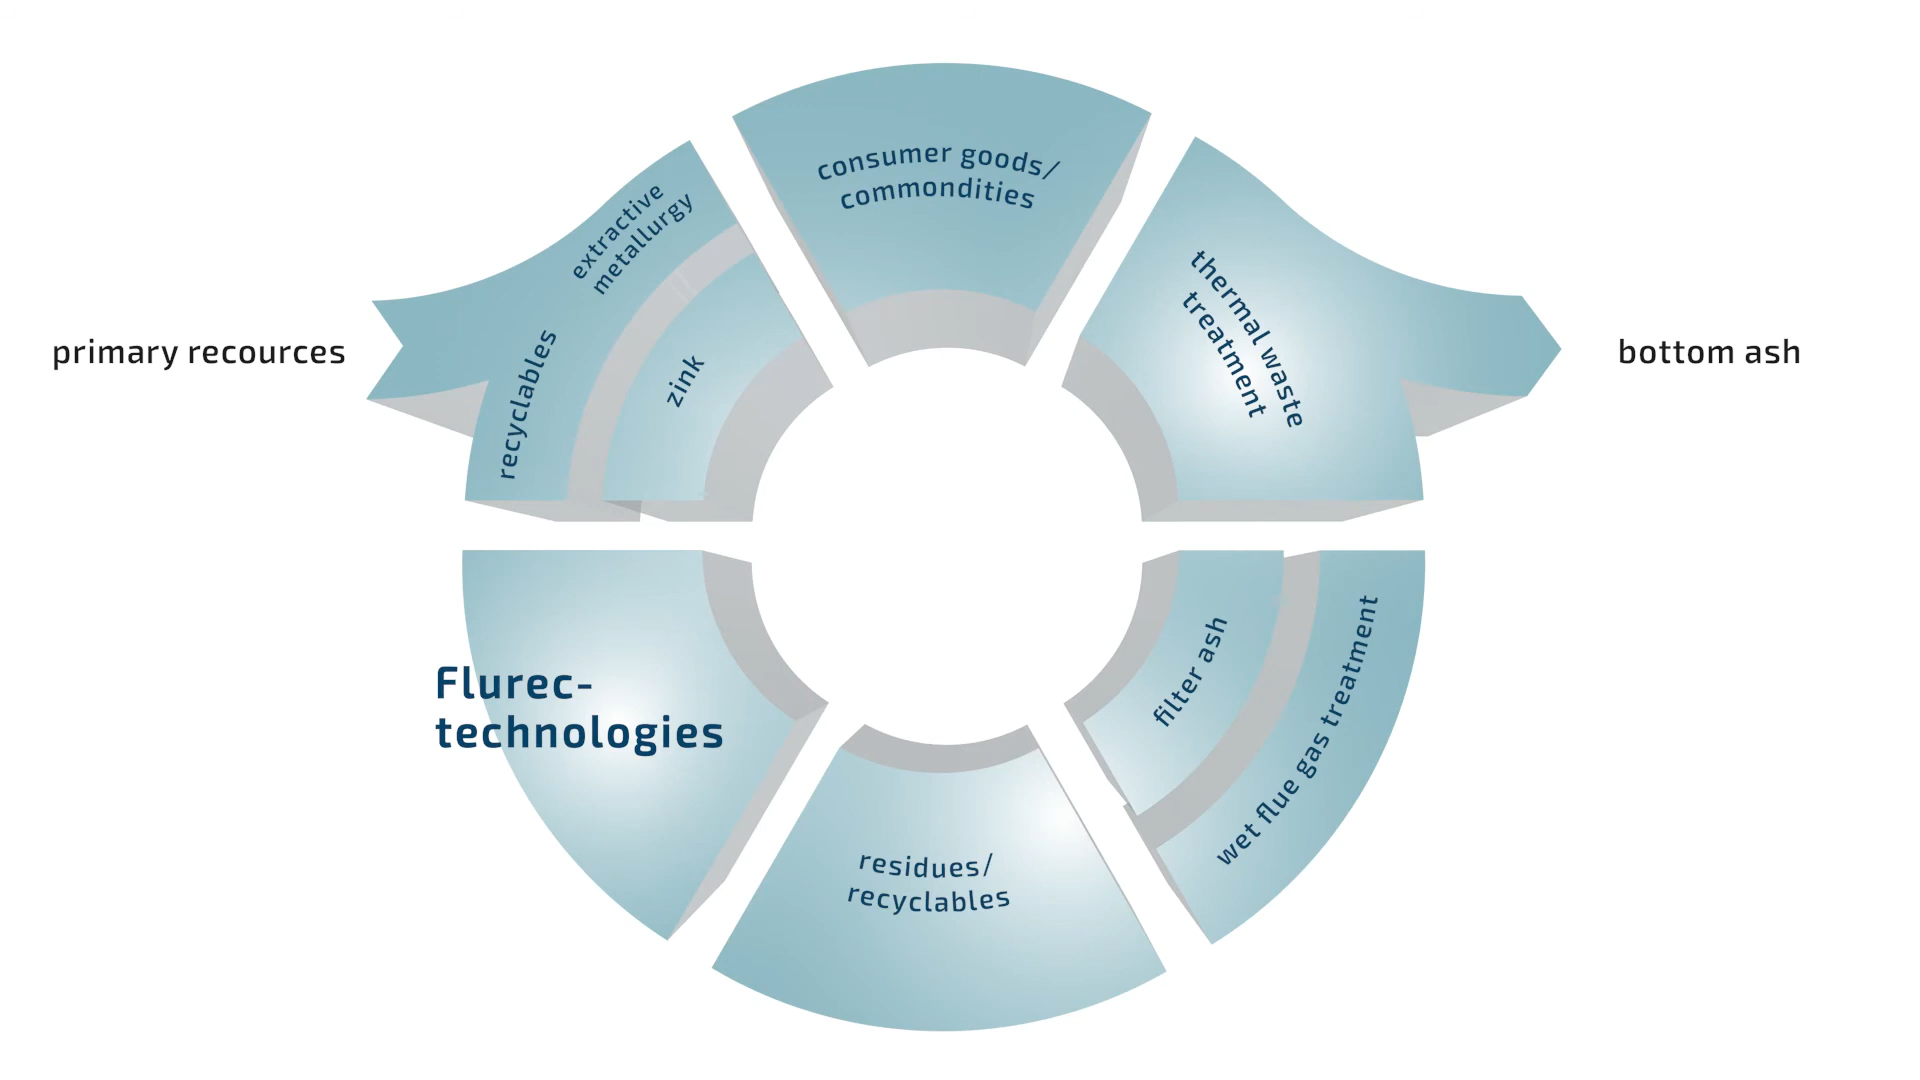 consumer goods/
commondities
extractive
metallurgy
recyclables
zink
primary recources
thermal waste
treatment
bottom ash
filter ash
wet flue gas treatment
residues/
recyclables
Flurec-
technologies